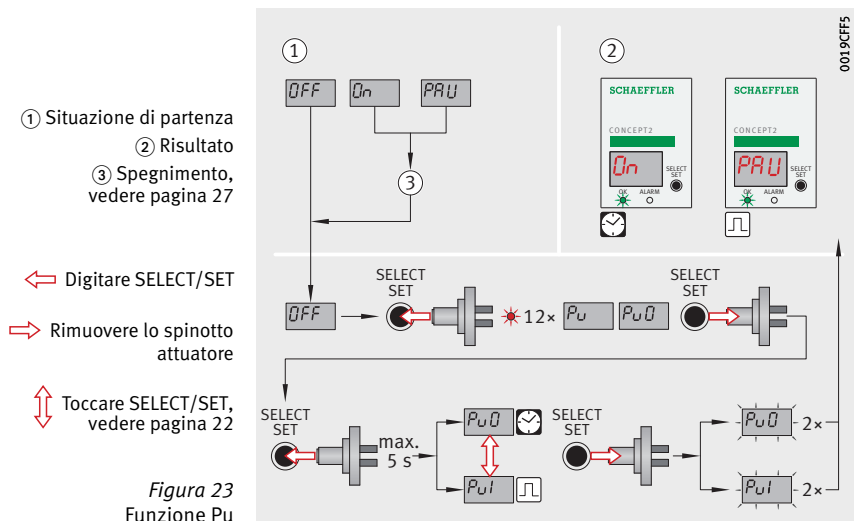 ① Situazione di partenza
② Risultato
③ Spegnimento,
vedere pagina 27
Digitare SELECT/SET
Rimuovere lo spinotto
attuatore
Toccare SELECT/SET,
vedere pagina 22
Figura 23
Funzione Pu
①
OFF On PAU
③
②
SCHAEFFLER
CONCEPT2
On
SELECT
SET
OK ALARM
SCHAEFFLER
CONCEPT2
PAU
SELECT
SET
OK ALARM
0019CFF5
OFF
SELECT
SET
12×
Pu
Pu0
SELECT
SET
SELECT
SET
max.
5 s
Pu0
Pu1
SELECT
SET
Pu0 2×
Pu1 2×